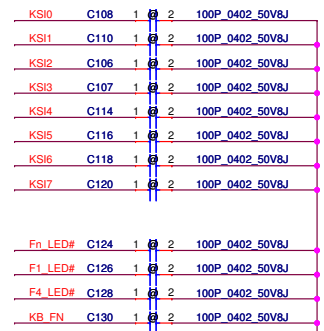 KSI0 C108 1 @ 2 100P_0402_50V8J
KSI1 C110 1 @ 2 100P_0402_50V8J
KSI2 C106 1 @ 2 100P_0402_50V8J
KSI3 C107 1 @ 2 100P_0402_50V8J
KSI4 C114 1 @ 2 100P_0402_50V8J
KSI5 C116 1 @ 2 100P_0402_50V8J
KSI6 C118 1 @ 2 100P_0402_50V8J
KSI7 C120 1 @ 2 100P_0402_50V8J
Fn_LED# C124 1 @ 2 100P_0402_50V8J
F1_LED# C126 1 @ 2 100P_0402_50V8J
F4_LED# C128 1 @ 2 100P_0402_50V8J
KB_FN C130 1 @ 2 100P_0402_50V8J